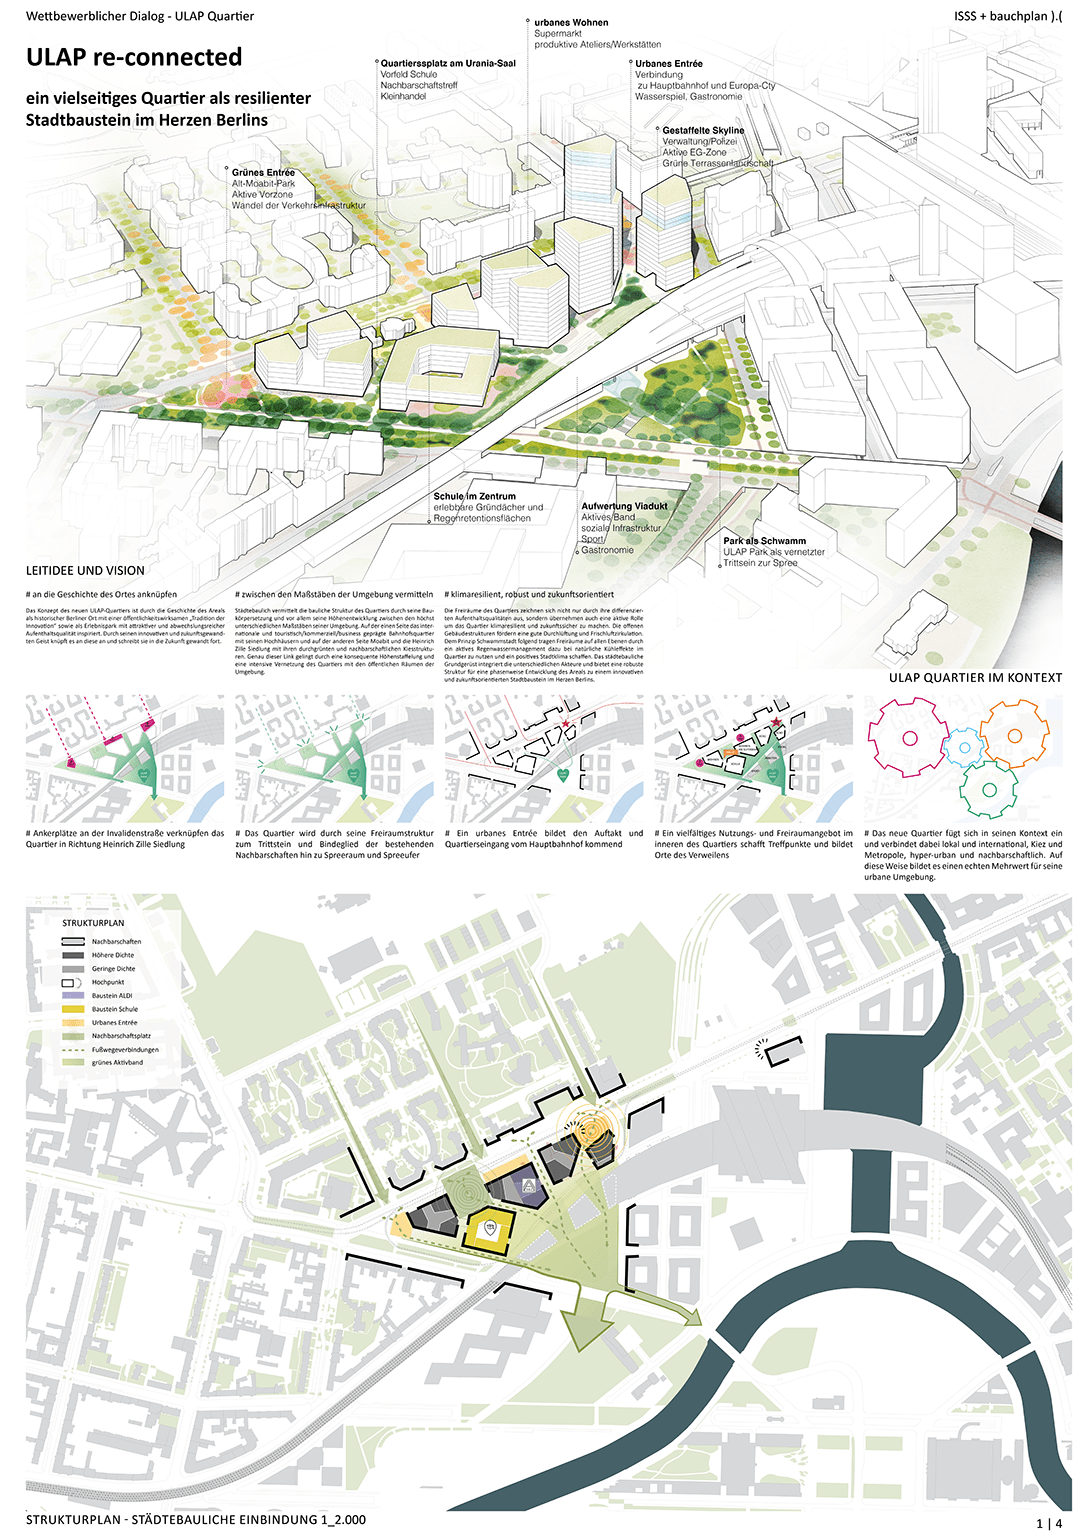 Wettbewerblicher Dialog - ULAP Quartier
ISSS + bauchplan ).(
ULAP re-connected
ein vielseitiges Quartier als resilienter
Stadtbaustein im Herzen Berlins
urbanes Wohnen
Supermarkt
produktive Ateliers/Werkstätten
Quartierssplatz am Urania-Saal
Vorfeld Schule
Nachbarschaftstreff
Kleinhandel
Urbanes Entrée
Verbindung
zu Hauptbahnhof und Europa-Cty
Wasserspiel, Gastronomie
Gestaffelte Skyline
Verwaltung/Polizei
Aktive EG-Zone
Grüne Terrassenlandschaft
Grünes Entrée
Alt-Moabit-Park
Aktive Vorzone
Wandel der Verkehrsinfrastruktur
Schule im Zentrum
erlebbare Gründächer und
Regenretentionsflächen
Aufwertung Viadukt
Aktives Band
soziale Infrastruktur
Sport
Gastronomie
Park als Schwamm
ULAP Park als vernetzter
Trittsein zur Spree
LEITIDEE UND VISION
# an die Geschichte des Ortes anknüpfen
Das Konzept des neuen ULAP-Quartiers ist durch die Geschichte des Areals
als historischer Berliner Ort mit einer öffentlichkeitswirksamen „Tradition der
Innovation“ sowie als Erlebnispark mit attraktiver und abwechslungsreicher
Aufenthaltsqualität inspiriert. Durch seinen innovativen und zukunftsgewand-
ten Geist knüpft es an diese an und schreibt sie in die Zukunft gewandt fort.
# zwischen den Maßstäben der Umgebung vermitteln
Städtebaulich vermittelt die bauliche Struktur des Quartiers durch seine Bau-
körpersetzung und vor allem seine Höhenentwicklung zwischen den höchst
unterschiedlichen Maßstäben seiner Umgebung. Auf der einen Seite das inter-
nationale und touristisch/kommerziell/business geprägte Bahnhofsquartier
mit seinen Hochhäusern und auf der anderen Seite Moabit und die Heinrich
Zille Siedlung mit ihren durchgrünten und nachbarschaftlichen Kiesstruktu-
ren. Genau dieser Link gelingt durch eine konsequente Höhenstaffelung und
eine intensive Vernetzung des Quartiers mit den öffentlichen Räumen der
Umgebung.
# klimaresilient, robust und zukunftsorientiert
Die Freiräume des Quartiers zeichnen sich nicht nur durch ihre differenzier-
ten Aufenthaltsqualitäten aus, sondern übernehmen auch eine aktive Rolle
um das Quartier klimaresilient und zukunftssicher zu machen. Die offenen
Gebäudestrukturen fördern eine gute Durchlüftung und Frischluftzirkulation.
Dem Prinzip Schwammstadt folgend tragen Freiräume auf allen Ebenen durch
ein aktives Regenwassermanagement dazu bei natürliche Kühleffekte im
Quartier zu nutzen und ein positives Stadtklima schaffen. Das städtebauliche
Grundgerüst integriert die unterschiedlichen Akteure und bietet eine robuste
Struktur für eine phasenweise Entwicklung des Areals zu einem innovativen
und zukunftsorientierten Stadtbaustein im Herzen Berlins.
ULAP QUARTIER IM KONTEXT
# Ankerplätze an der Invalidenstraße verknüpfen das
Quartier in Richtung Heinrich Zille Siedlung
# Das Quartier wird durch seine Freiraumstruktur
zum Trittstein und Bindeglied der bestehenden
Nachbarschaften hin zu Spreeraum und Spreeufer
# Ein urbanes Entrée bildet den Auftakt und
Quartierseingang vom Hauptbahnhof kommend
# Ein vielfältiges Nutzungs- und Freiraumangebot im
inneren des Quartiers schafft Treffpunkte und bildet
Orte des Verweilens
# Das neue Quartier fügt sich in seinen Kontext ein
und verbindet dabei lokal und international, Kiez und
Metropole, hyper-urban und nachbarschaftlich. Auf
diese Weise bildet es einen echten Mehrwert für seine
urbane Umgebung.
STRUKTURPLAN
Nachbarschaften
Höhere Dichte
Geringe Dichte
Hochpunkt
Baustein ALDI
Baustein Schule
Urbanes Entrée
Nachbarschaftsplatz
Fußwegeverbindungen
grünes Aktivband
STRUKTURPLAN - STÄDTEBAULICHE EINBINDUNG 1_2.000
1 | 4